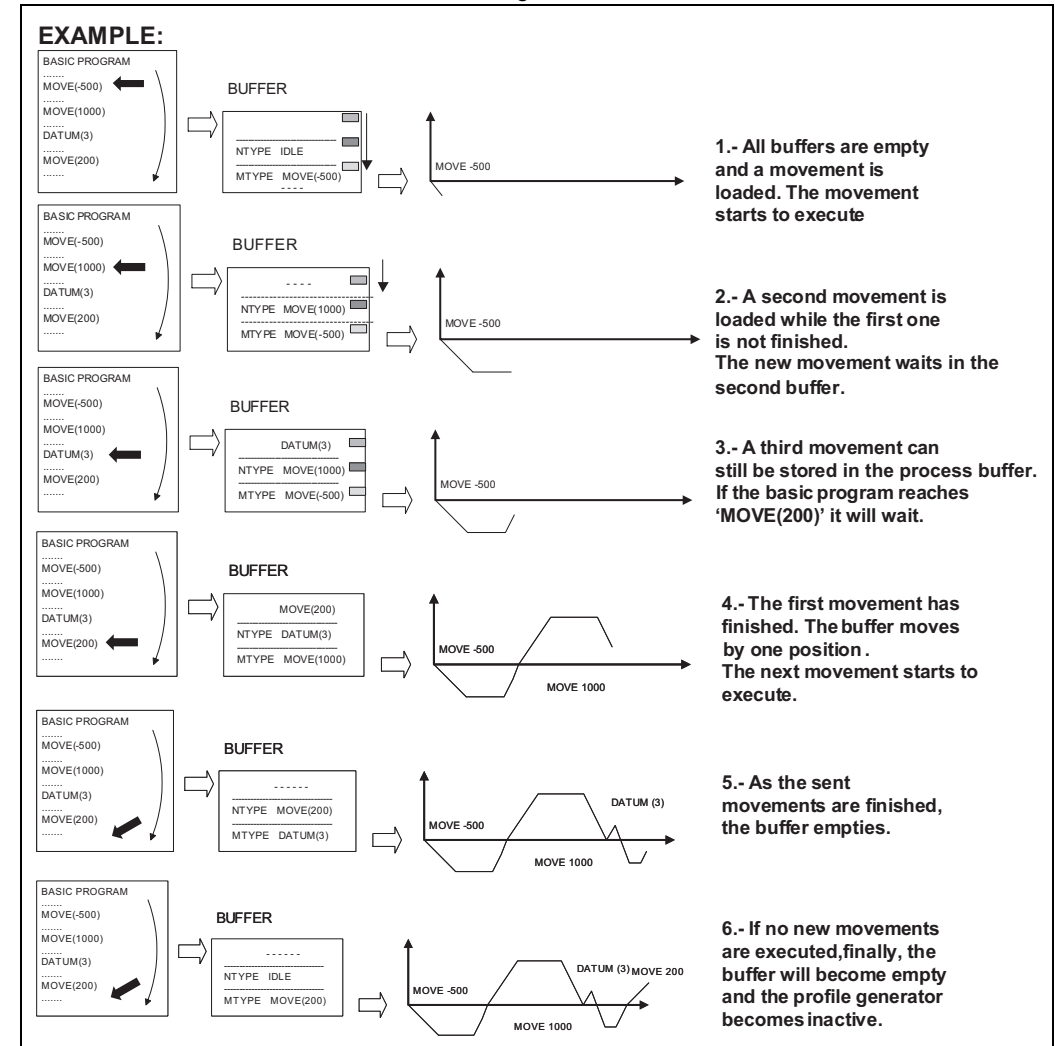 EXAMPLE:
BASIC PROGRAM
.......
MOVE(-500)
.......
MOVE(1000)
.......
DATUM(3)
.......
MOVE(200)
.......
BUFFER
NTYPE IDLE
MTYPE MOVE(-500)
- - - -
MOVE -500
1.- All buffers are empty
and a movement is
loaded. The movement
starts to execute
BASIC PROGRAM
.......
MOVE(-500)
.......
MOVE(1000)
.......
DATUM(3)
.......
MOVE(200)
.......
BUFFER
- - - -
NTYPE MOVE(1000)
MTYPE MOVE(-500)
MOVE -500
2.- A second movement is
loaded while the first one
is not finished.
The new movement waits in the
second buffer.
BASIC PROGRAM
.......
MOVE(-500)
.......
MOVE(1000)
.......
DATUM(3)
.......
MOVE(200)
.......
BUFFER
DATUM(3)
NTYPE MOVE(1000)
MTYPE MOVE(-500)
MOVE -500
3.- A third movement can
still be stored in the process buffer.
If the basic program reaches
‘MOVE(200)’ it will wait.
BASIC PROGRAM
.......
MOVE(-500)
.......
MOVE(1000)
.......
DATUM(3)
.......
MOVE(200)
.......
BUFFER
MOVE(200)
NTYPE DATUM(3)
MTYPE MOVE(1000)
MOVE -500
MOVE 1000
4.- The first movement has
finished. The buffer moves
by one position .
The next movement starts to
execute.
BASIC PROGRAM
.......
MOVE(-500)
.......
MOVE(1000)
.......
DATUM(3)
.......
MOVE(200)
.......
BUFFER
- - - - - -
NTYPE MOVE(200)
MTYPE DATUM(3)
MOVE -500
DATUM (3)
MOVE 1000
5.- As the sent
movements are finished,
the buffer empties.
BASIC PROGRAM
.......
MOVE(-500)
.......
MOVE(1000)
.......
DATUM(3)
.......
MOVE(200)
.......
BUFFER
- - - - - -
NTYPE IDLE
MTYPE MOVE(200)
MOVE -500
DATUM (3) MOVE 200
MOVE 1000
6.- If no new movements
are executed,finally, the
buffer will become empty
and the profile generator
becomes inactive.